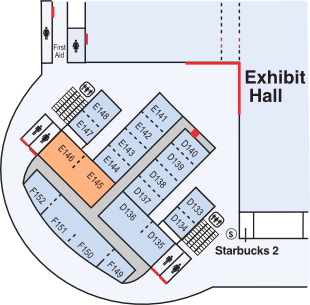 First
Aid
Exhibit
Hall
E148
E147
E141
E142
E143
E144
E146
E145
D140
D139
D138
D137
D136
D135
D133
D134
F152
F151
F150
F149
S
Starbucks 2